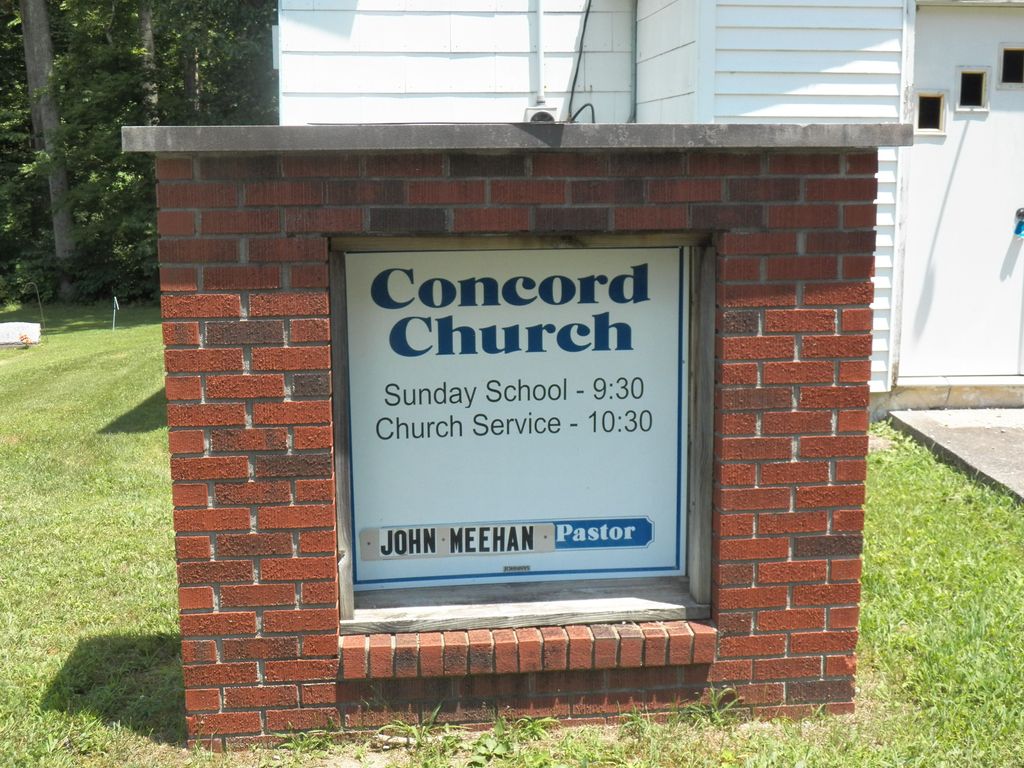 Concord
Church
Sunday School - 9:30
Church Service - 10:30
JOHN MEEHAN Pastor